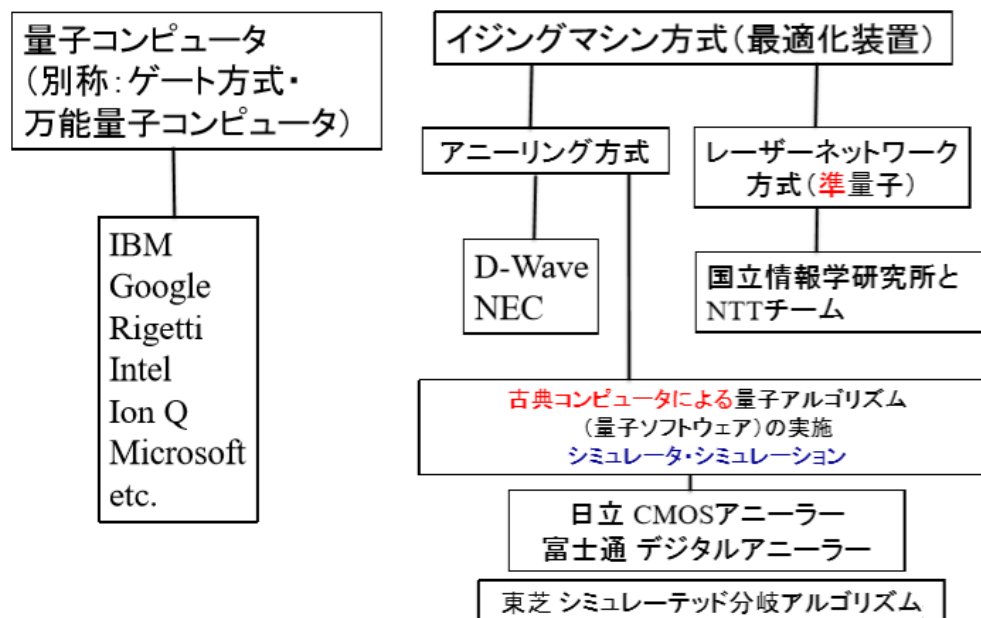 量子コンピュータ
（別称：ゲート方式・
万能量子コンピュータ）
IBM
Google
Rigetti
Intel
Ion Q
Microsoft
etc.
イジングマシン方式（最適化装置）
アニーリング方式
レーザーネットワーク
方式（準量子）
D-Wave
NEC
国立情報学研究所と
NTTチーム
古典コンピュータによる量子アルゴリズム
（量子ソフトウェア）の実施
シミュレータ・シミュレーション
日立 CMOSアニーラー
富士通 デジタルアニーラー
東芝 シミュレーテッド分岐アルゴリズム